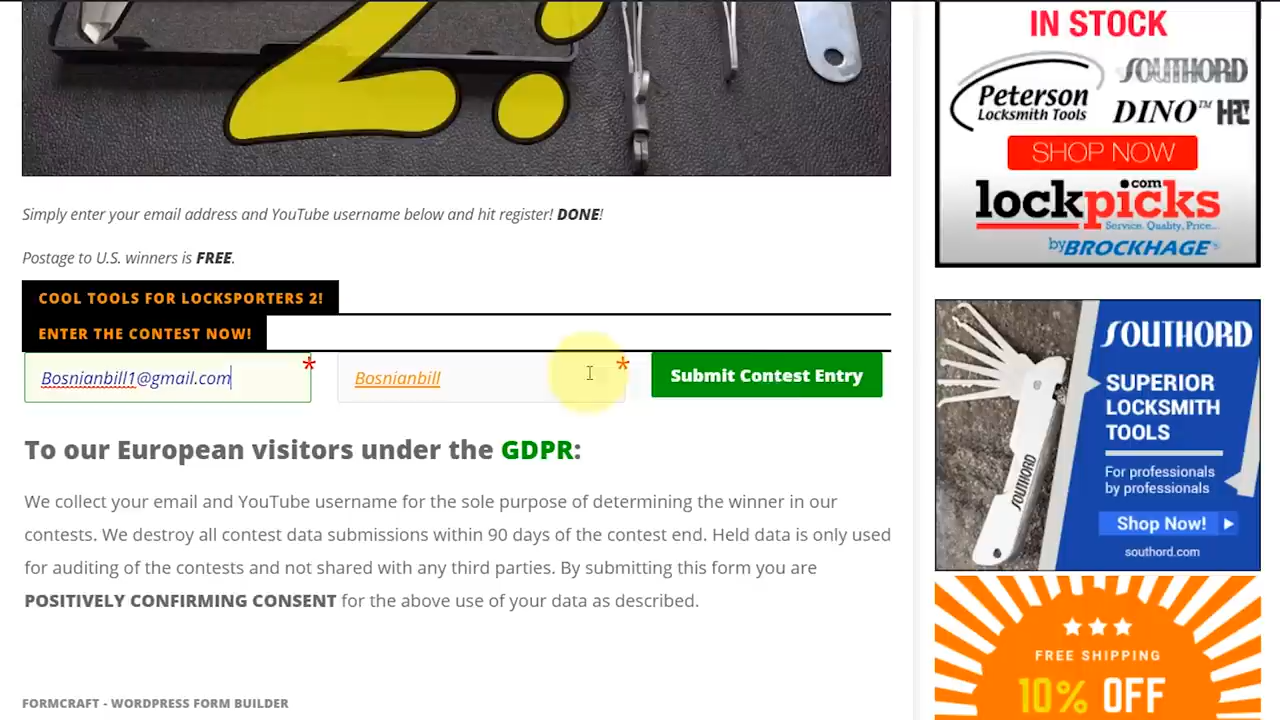 2!
Simply enter your email address and YouTube username below and hit register! DONE!
Postage to U.S. winners is FREE.
COOL TOOLS FOR LOCKSPORTERS 2!
ENTER THE CONTEST NOW!
Bosnianbill1@gmail.com *
Bosnianbill *
Submit Contest Entry
To our European visitors under the GDPR:
We collect your email and YouTube username for the sole purpose of determining the winner in our
contests. We destroy all contest data submissions within 90 days of the contest end. Held data is only used
for auditing of the contests and not shared with any third parties. By submitting this form you are
POSITIVELY CONFIRMING CONSENT for the above use of your data as described.
FORMCRAFT - WORDPRESS FORM BUILDER
IN STOCK
Peterson
Locksmith Tools
SOUTHORD
DINO™ HPC
SHOP NOW
lockpicks.com
Service. Quality, Price...
by BROCKHAGE®
SOUTHORD
SUPERIOR
LOCKSMITH
TOOLS
For professionals
by professionals
Shop Now!
southord.com
SOUTHORD
FREE SHIPPING
10% OFF